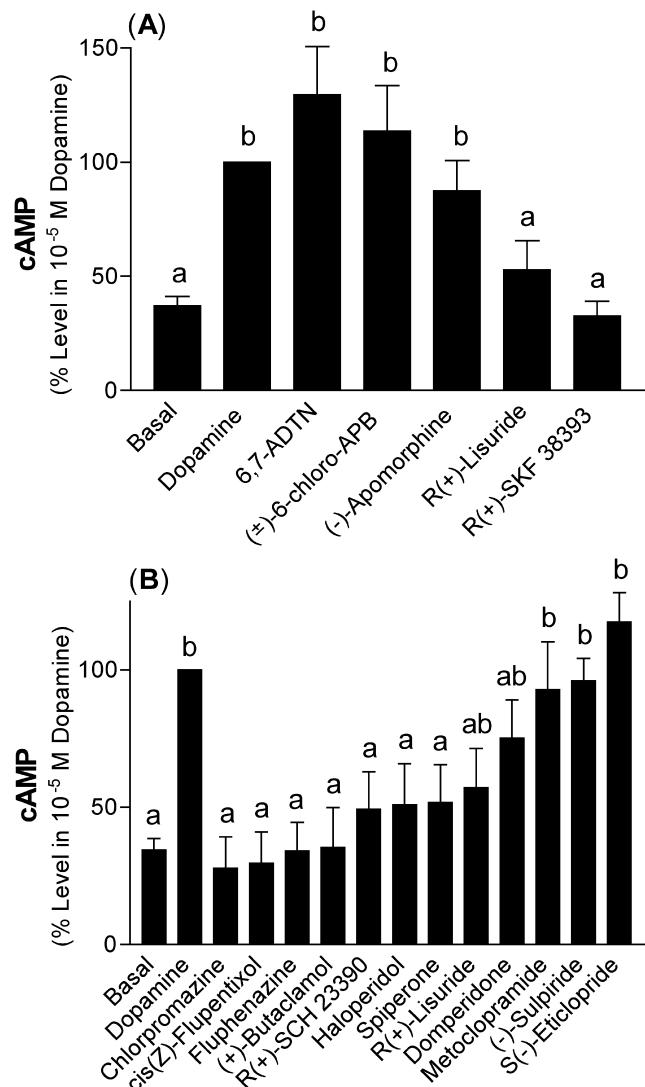 (A)
b
150
b
b
b
100
a
a
a
50
0
cAMP
(% Level in 10⁻⁵ M Dopamine)
Basal
Dopamine
6,7-ADTN
(±)-6-chloro-APB
(-)-Apomorphine
R(+)-Lisuride
R(+)-SKF 38393
(B)
b
b
b
b
ab
ab
100
a
a
a
a
a
a
a
a
50
0
cAMP
(% Level in 10⁻⁵ M Dopamine)
Basal
Dopamine
Chlorpromazine
cis(Z)-Flupentixol
Fluphenazine
(+)-Butaclamol
R(+)-SCH 23390
Haloperidol
Spiperone
R(+)-Lisuride
Domperidone
Metoclopramide
(-)-Sulpiride
S(-)-Eticlopride